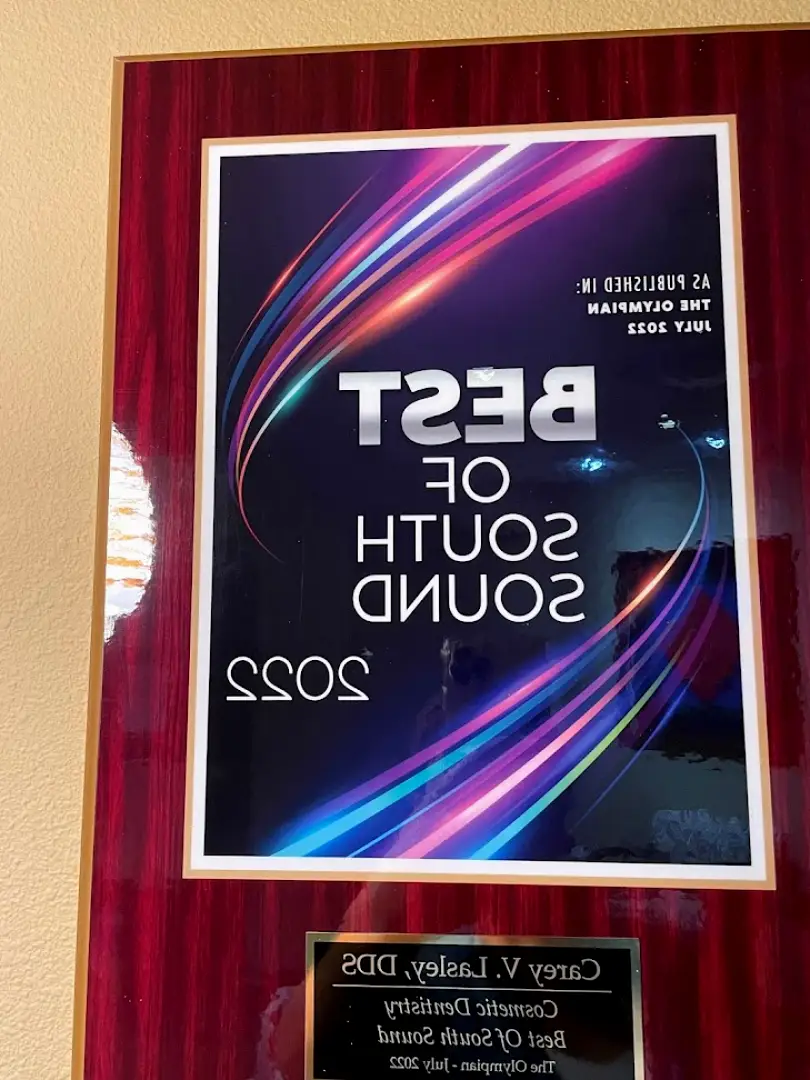 AS PUBLISHED IN:
THE OLYMPIAN
JULY 2022
BEST
OF
SOUTH
SOUND
2022
Carey V. Lasley, DDS
Cosmetic Dentistry
Best Of South Sound
The Olympian - July 2022